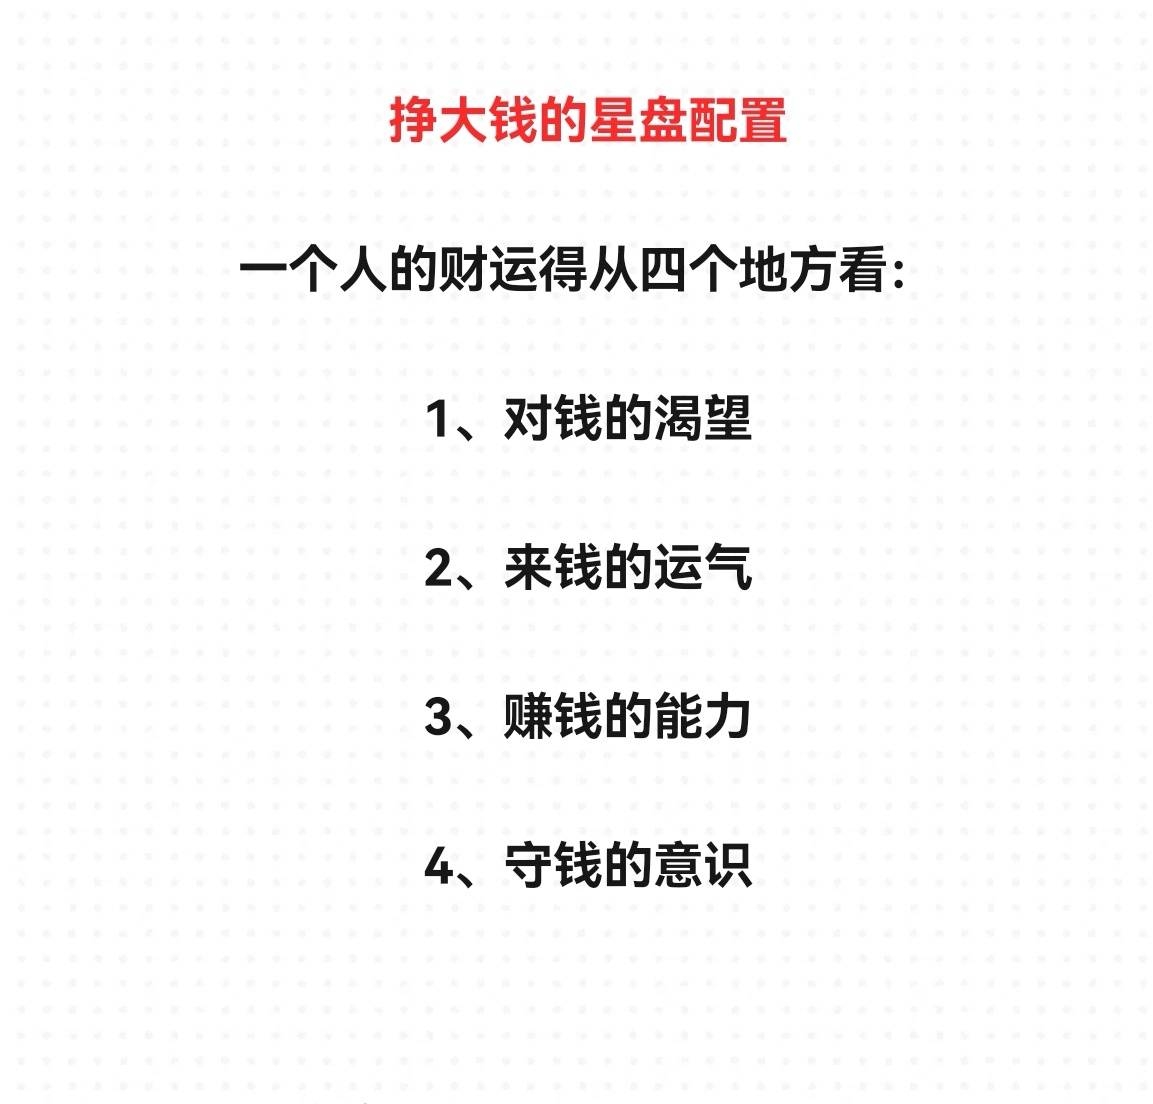 挣大钱的星盘配置
一个人的财运得从四个地方看：
1、对钱的渴望
2、来钱的运气
3、赚钱的能力
4、守钱的意识